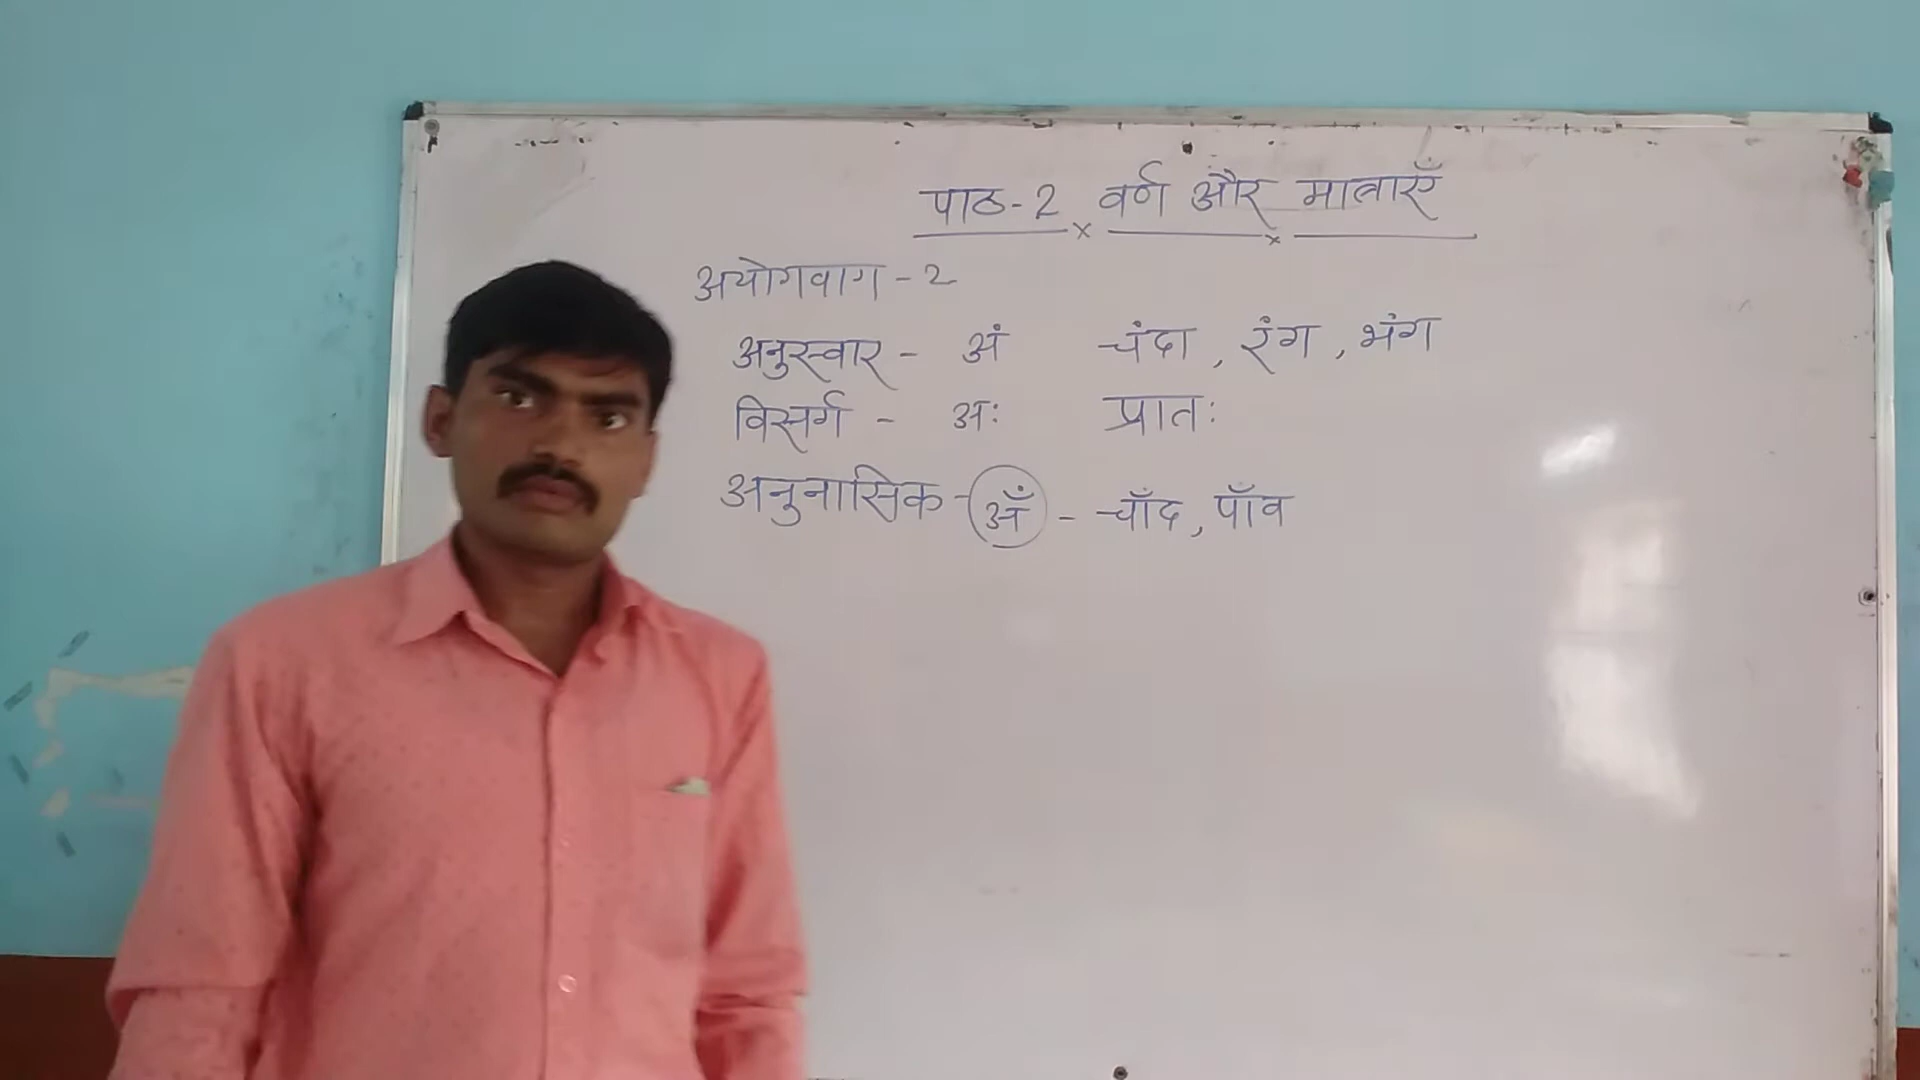 पाठ-2 वर्ण और मात्राएँ
अयोगवाग - 2
अनुस्वार - अं चंदा , रंग , भंग
विसर्ग - अः प्रातः
अनुनासिक - अँ - चाँद , पाँव